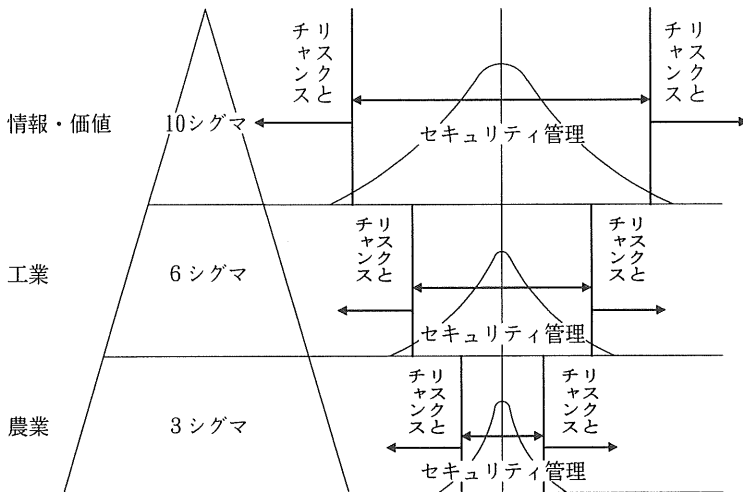 リスクと
チャンス
リスクと
チャンス
情報・価値
10シグマ
セキュリティ管理
リスクと
チャンス
リスクと
チャンス
工業
6シグマ
セキュリティ管理
リスクと
チャンス
リスクと
チャンス
農業
3シグマ
セキュリティ管理